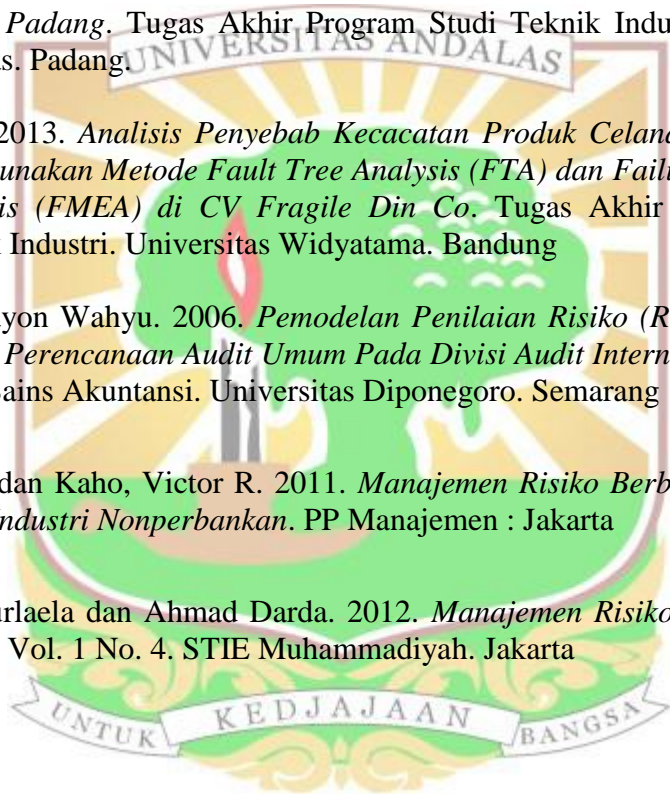 Padang. Tugas Akhir Program Studi Teknik Indu
as. Padang.
UNIVERSITAS ANDALAS
2013. Analisis Penyebab Kecacatan Produk Celana
unakan Metode Fault Tree Analysis (FTA) dan Fail
is (FMEA) di CV Fragile Din Co. Tugas Akhir
Industri. Universitas Widyatama. Bandung
yon Wahyu. 2006. Pemodelan Penilaian Risiko (R
Perencanaan Audit Umum Pada Divisi Audit Intern
Sains Akuntansi. Universitas Diponegoro. Semarang
dan Kaho, Victor R. 2011. Manajemen Risiko Berb
Industri Nonperbankan. PP Manajemen : Jakarta
urlaela dan Ahmad Darda. 2012. Manajemen Risiko
Vol. 1 No. 4. STIE Muhammadiyah. Jakarta
UNTUK KEDJAJAAN BANGSA